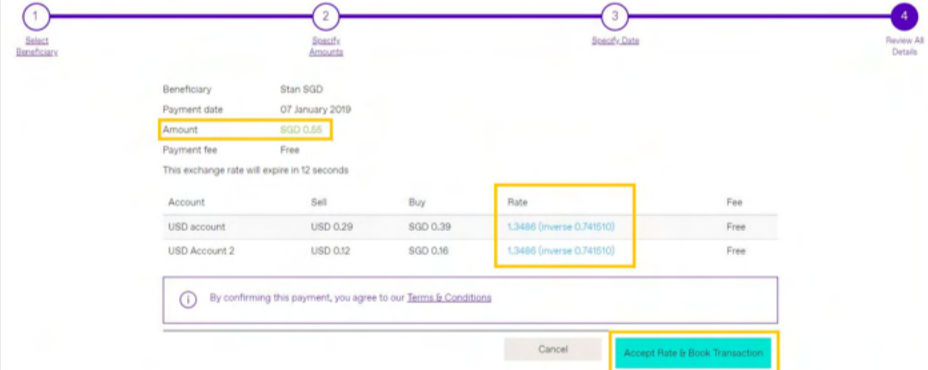 1 2 3 4
Select Specify Specify Date Review All
Beneficiary Amounts Details
Beneficiary Stan SGD
Payment date 07 January 2019
Amount SGD 0.55
Payment fee Free
This exchange rate will expire in 12 seconds
Account Sell Buy Rate Fee
USD account USD 0.29 SGD 0.39 1.3486 (inverse 0.741510) Free
USD Account 2 USD 0.12 SGD 0.16 1.3486 (inverse 0.741510) Free
By confirming this payment, you agree to our Terms & Conditions
Cancel Accept Rate & Book Transaction